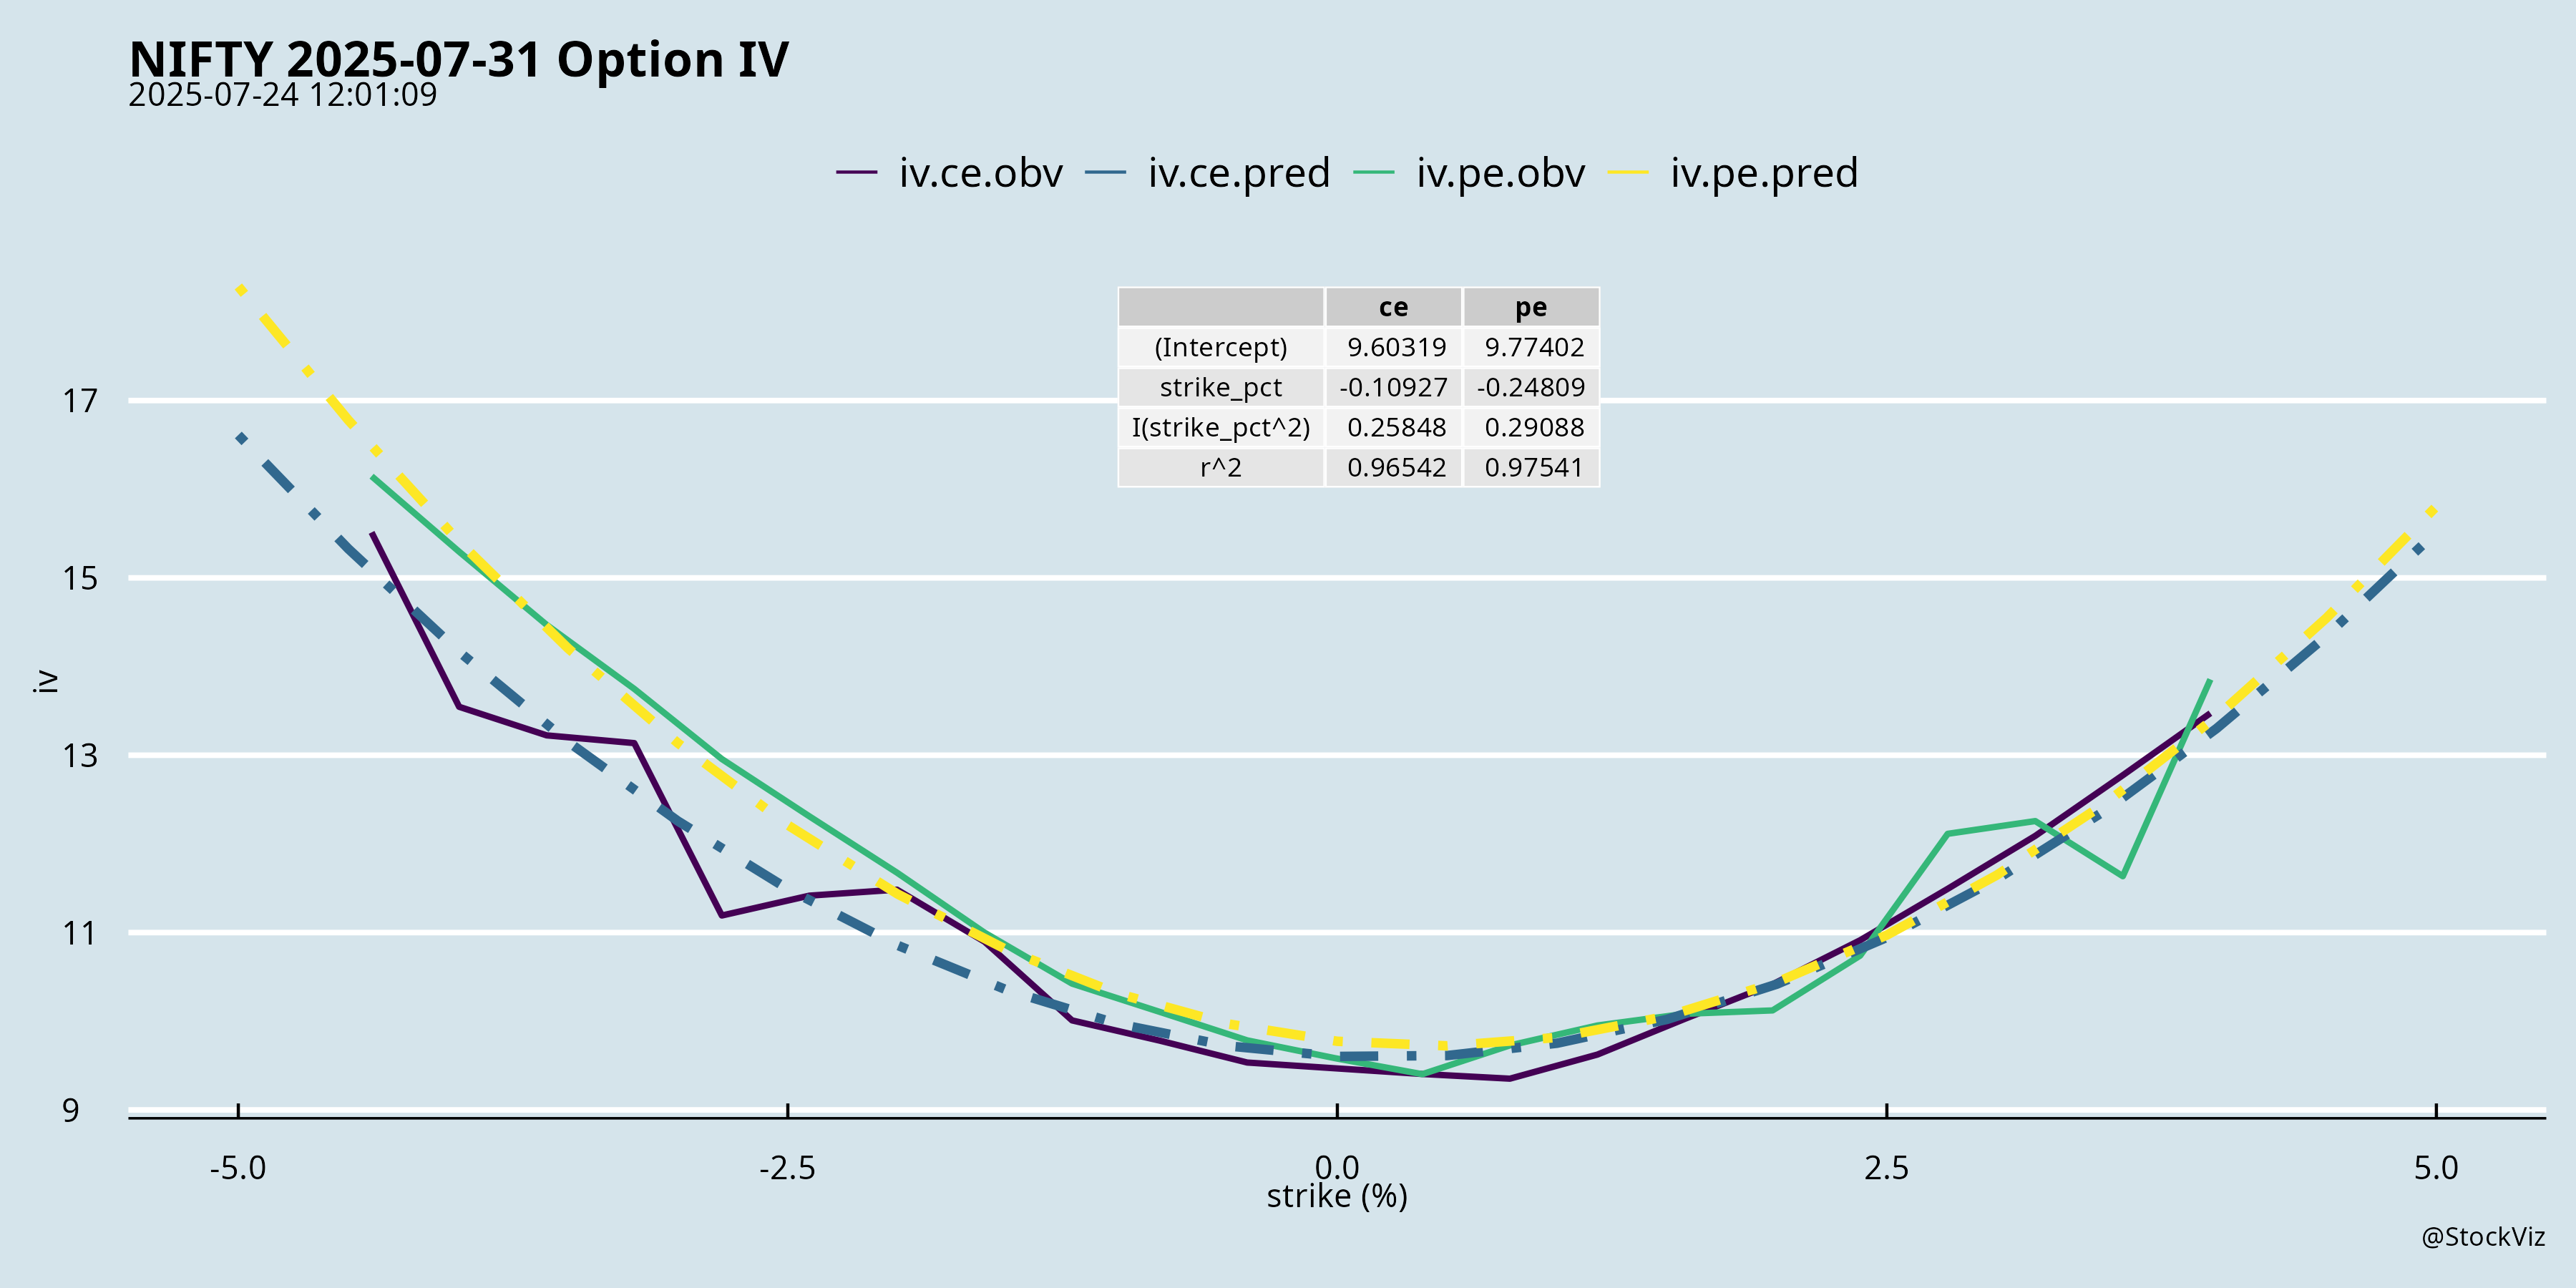 NIFTY 2025-07-31 Option IV
2025-07-24 12:01:09
iv.ce.obv iv.ce.pred iv.pe.obv iv.pe.pred
ce pe
(Intercept) 9.60319 9.77402
strike_pct -0.10927 -0.24809
I(strike_pct^2) 0.25848 0.29088
r^2 0.96542 0.97541
17
15
13
11
9
iv
-5.0 -2.5 0.0 2.5 5.0
strike (%)
@StockViz